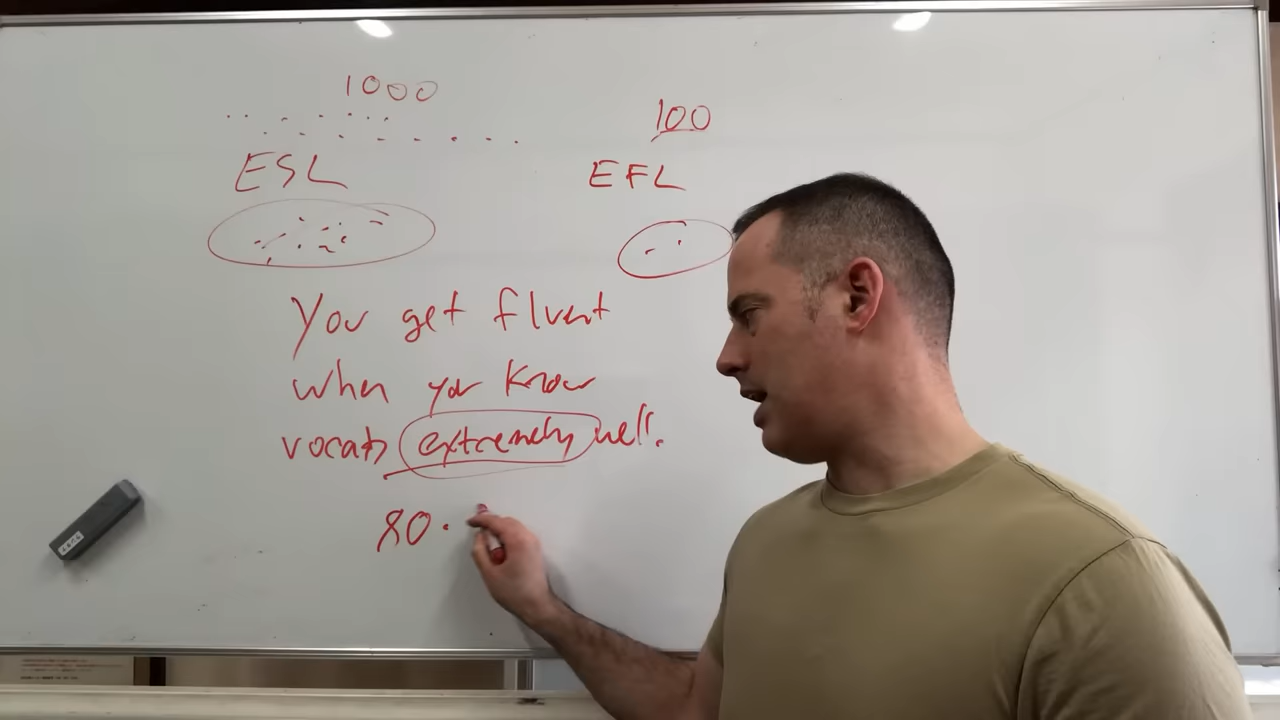 1000
100
ESL
EFL
You get fluent
when you know
vocab extremely well.
80.